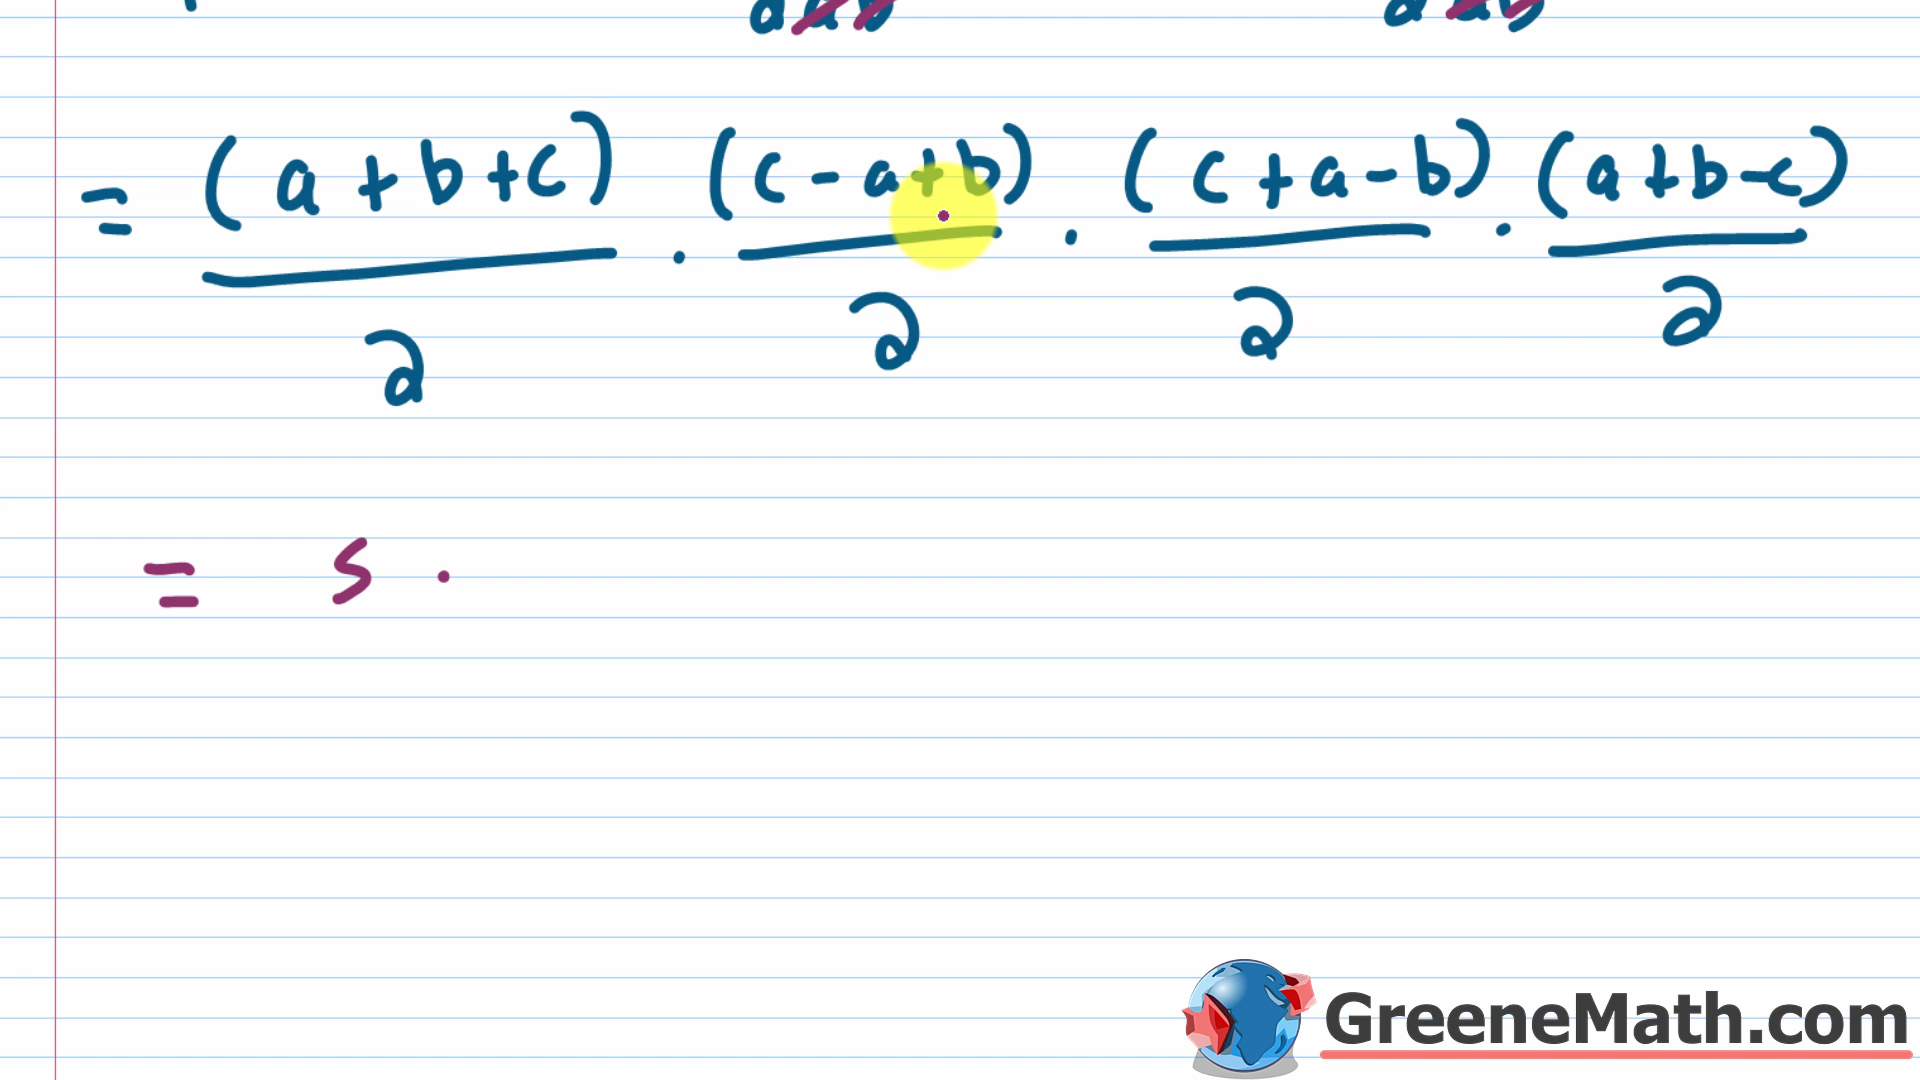 = (a+b+c)/2 · (c-a+b)/2 · (c+a-b)/2 · (a+b-c)/2
= s ·
GreeneMath.com